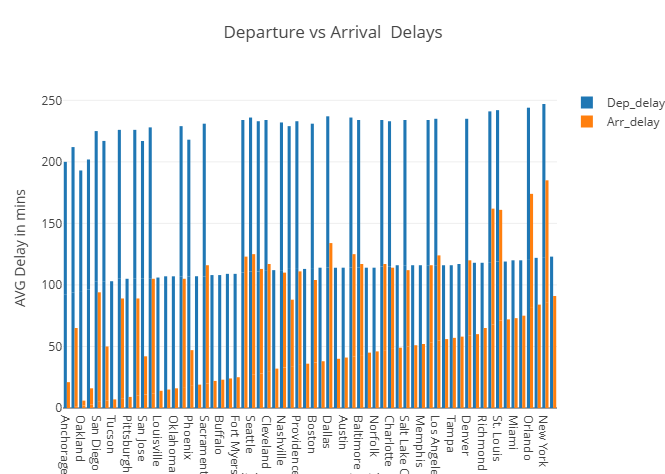 Departure vs Arrival  Delays
Dep_delay
Arr_delay
AVG Delay in mins
250
200
150
100
50
0
Anchorage
Oakland
San Diego
Tucson
Pittsburgh
San Jose
Louisville
Oklahoma
Phoenix
Sacrament
Buffalo
Fort Myers
Seattle
Cleveland
Nashville
Providence
Boston
Dallas
Austin
Baltimore
Norfolk
Charlotte
Salt Lake C
Memphis
Los Angele
Tampa
Denver
Richmond
St. Louis
Miami
Orlando
New York